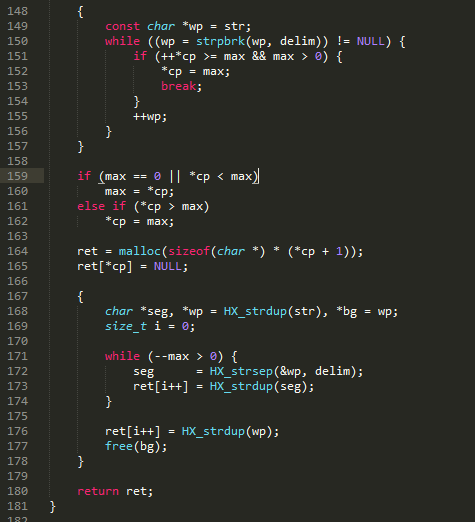 148 {
149 const char *wp = str;
150 while ((wp = strpbrk(wp, delim)) != NULL) {
151 if (++*cp >= max && max > 0) {
152 *cp = max;
153 break;
154 }
155 ++wp;
156 }
157 }
158
159 if (max == 0 || *cp < max)
160 max = *cp;
161 else if (*cp > max)
162 *cp = max;
163
164 ret = malloc(sizeof(char *) * (*cp + 1));
165 ret[*cp] = NULL;
166
167 {
168 char *seg, *wp = HX_strdup(str), *bg = wp;
169 size_t i = 0;
170
171 while (--max > 0) {
172 seg = HX_strsep(&wp, delim);
173 ret[i++] = HX_strdup(seg);
174 }
175
176 ret[i++] = HX_strdup(wp);
177 free(bg);
178 }
179
180 return ret;
181 }
182